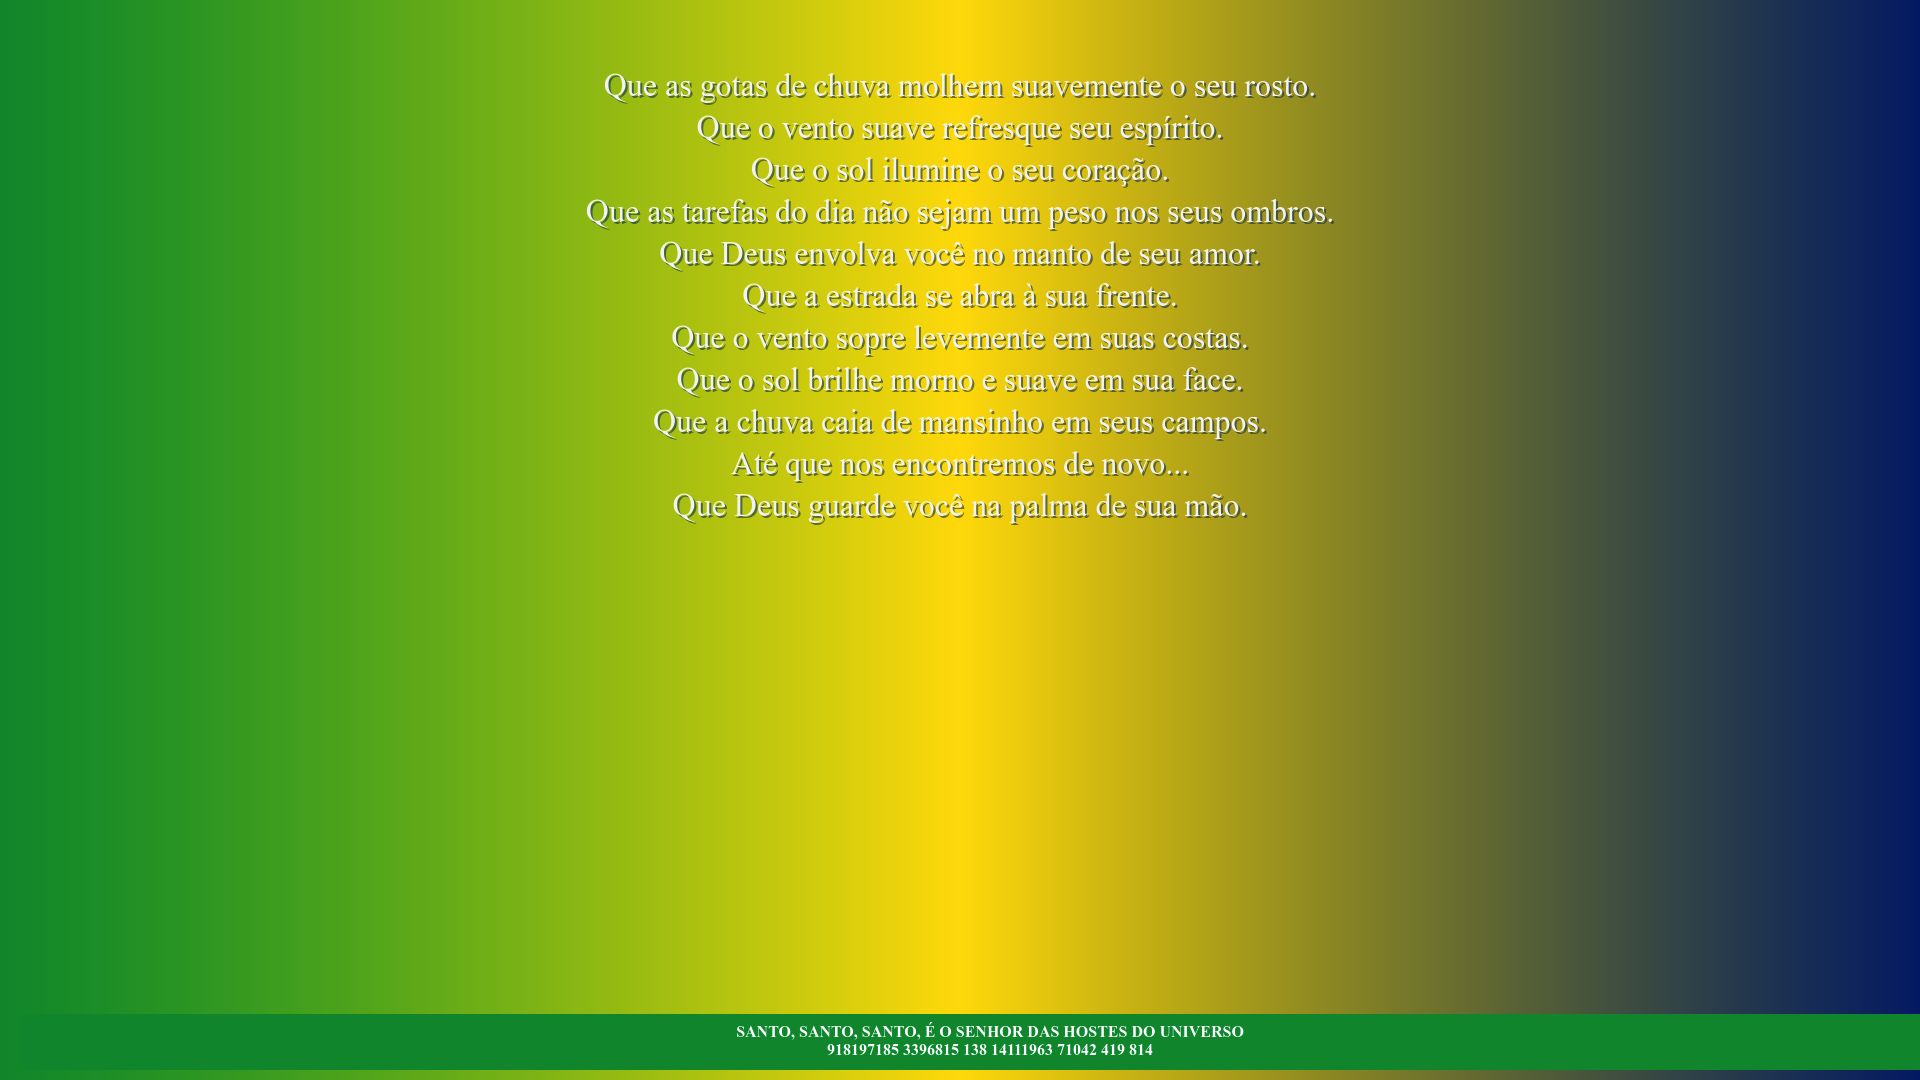 Que as gotas de chuva molhem suavemente o seu rosto.
Que o vento suave refresque seu espírito.
Que o sol ilumine o seu coração.
Que as tarefas do dia não sejam um peso nos seus ombros.
Que Deus envolva você no manto de seu amor.
Que a estrada se abra à sua frente.
Que o vento sopre levemente em suas costas.
Que o sol brilhe morno e suave em sua face.
Que a chuva caia de mansinho em seus campos.
Até que nos encontremos de novo...
Que Deus guarde você na palma de sua mão.
SANTO, SANTO, SANTO, É O SENHOR DAS HOSTES DO UNIVERSO
918197185 3396815 138 14111963 71042 419 814